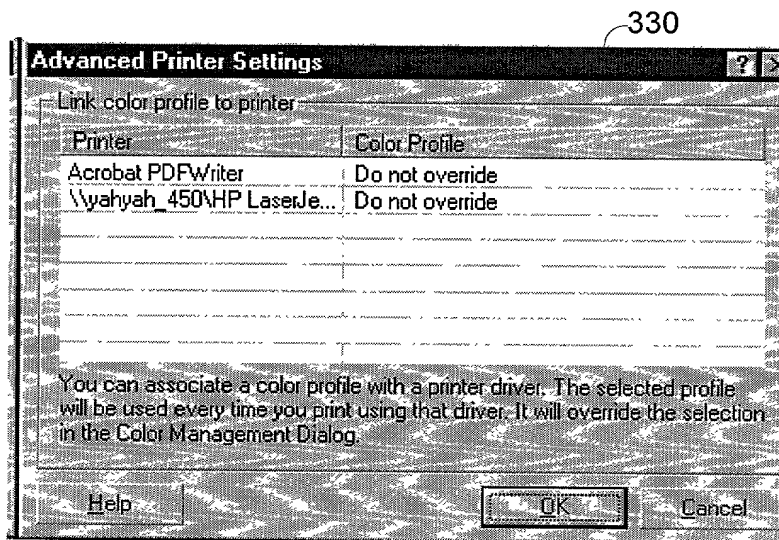 330
Advanced Printer Settings ? ×
Link color profile to printer
Printer Color Profile
Acrobat PDFWriter Do not override
\\yahyah_450\HP LaserJe... Do not override
You can associate a color profile with a printer driver. The selected profile
will be used every time you print using that driver. It will override the selection
in the Color Management Dialog.
Help OK Cancel